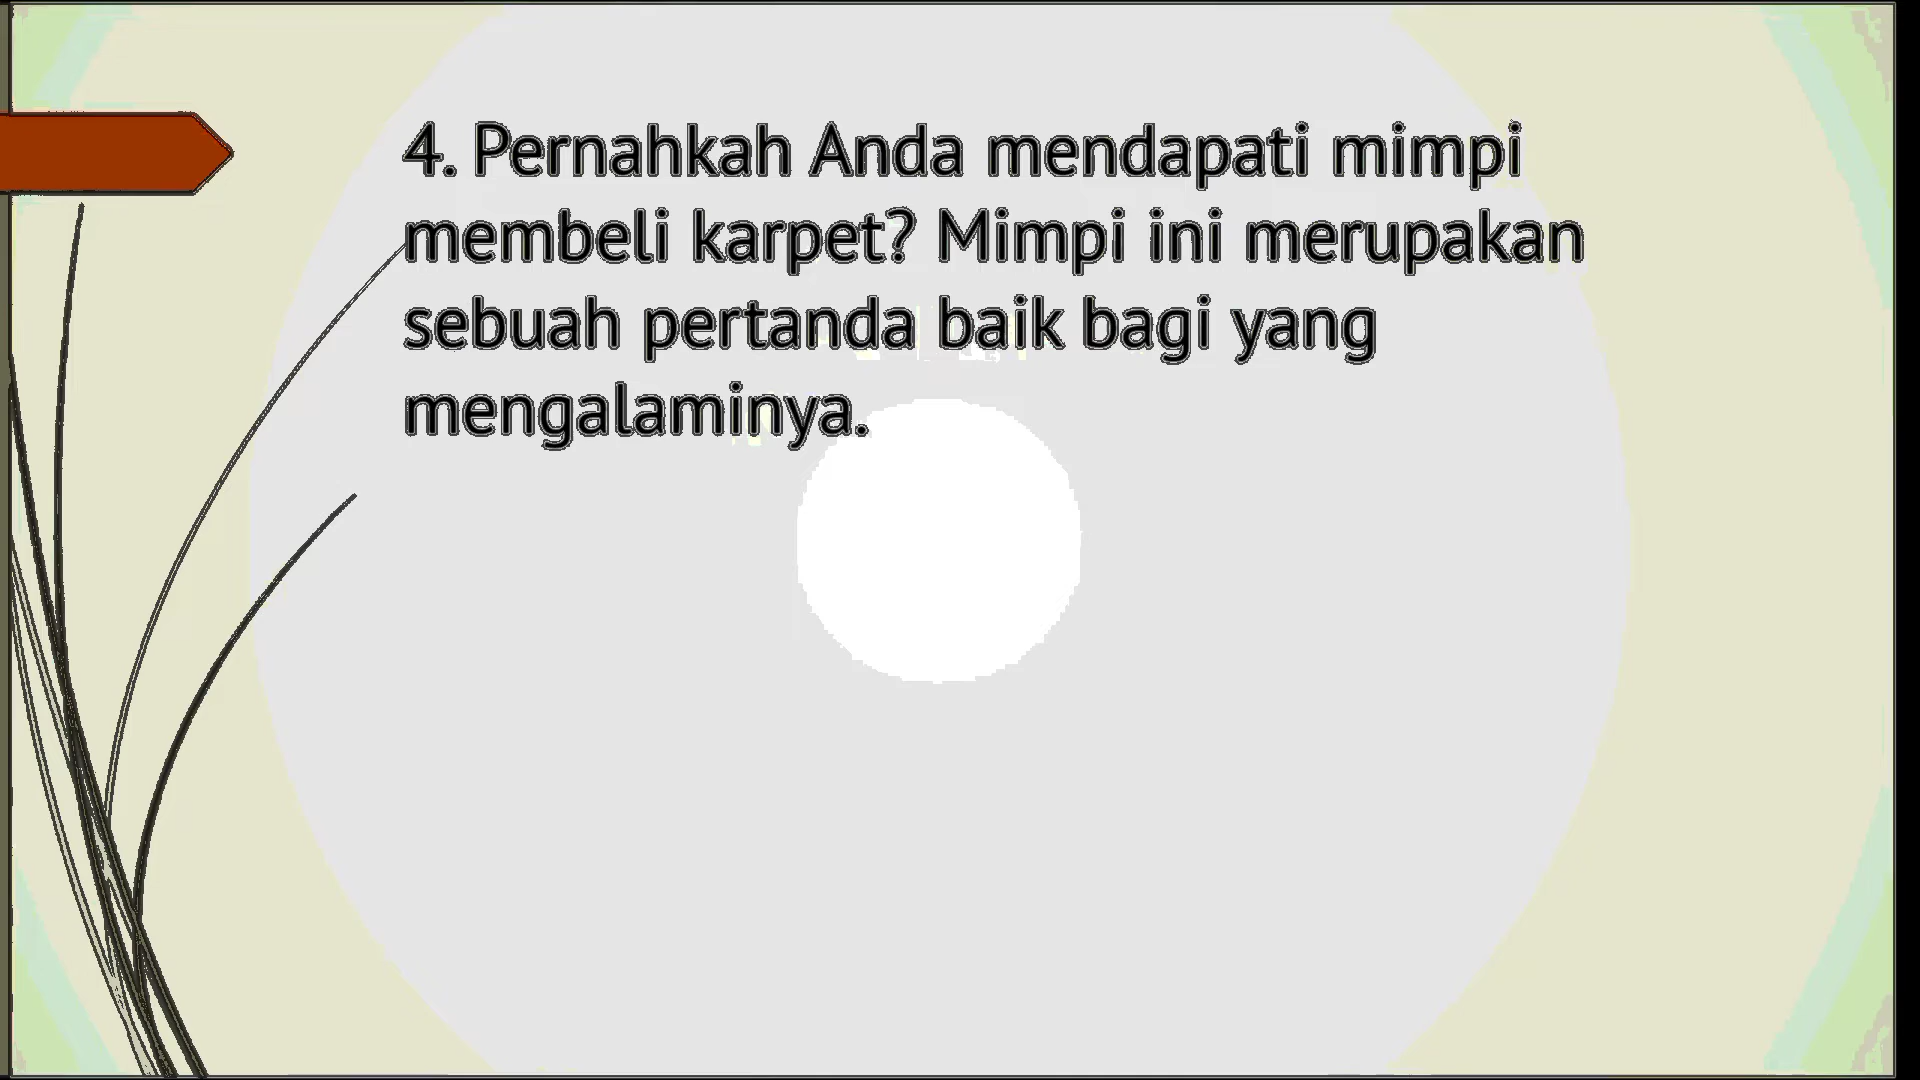 4. Pernahkah Anda mendapati mimpi
membeli karpet? Mimpi ini merupakan
sebuah pertanda baik bagi yang
mengalaminya.